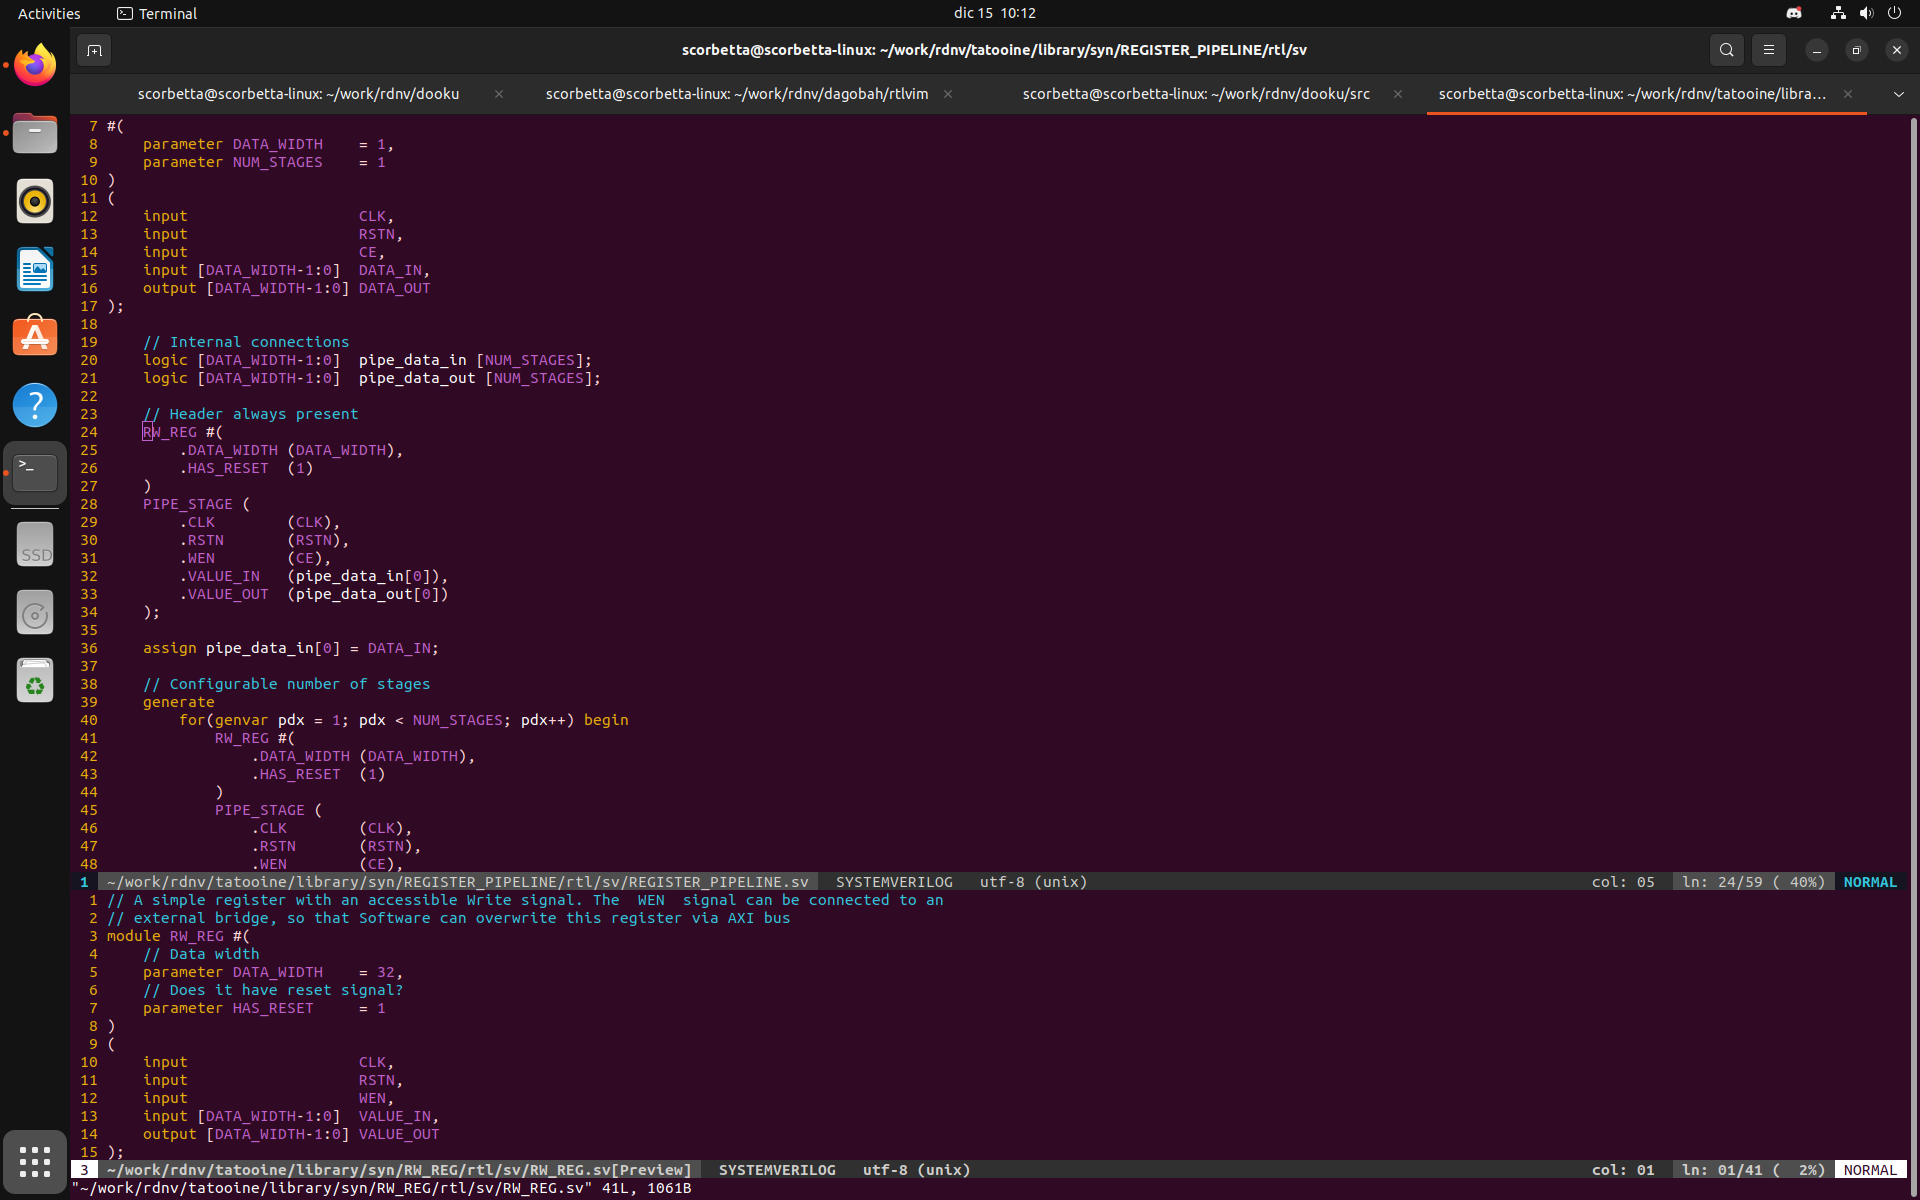 Activities Terminal dic 15 10:12
scorbetta@scorbetta-linux: ~/work/rdnv/tatooine/library/syn/REGISTER_PIPELINE/rtl/sv
scorbetta@scorbetta-linux: ~/work/rdnv/dooku × scorbetta@scorbetta-linux: ~/work/rdnv/dagobah/rtlvim × scorbetta@scorbetta-linux: ~/work/rdnv/dooku/src × scorbetta@scorbetta-linux: ~/work/rdnv/tatooine/libra... ×
7 #(
8     parameter DATA_WIDTH    = 1,
9     parameter NUM_STAGES    = 1
10 )
11 (
12     input                   CLK,
13     input                   RSTN,
14     input                   CE,
15     input [DATA_WIDTH-1:0]  DATA_IN,
16     output [DATA_WIDTH-1:0] DATA_OUT
17 );
18
19     // Internal connections
20     logic [DATA_WIDTH-1:0]  pipe_data_in [NUM_STAGES];
21     logic [DATA_WIDTH-1:0]  pipe_data_out [NUM_STAGES];
22
23     // Header always present
24     RW_REG #(
25         .DATA_WIDTH (DATA_WIDTH),
26         .HAS_RESET  (1)
27     )
28     PIPE_STAGE (
29         .CLK        (CLK),
30         .RSTN       (RSTN),
31         .WEN        (CE),
32         .VALUE_IN   (pipe_data_in[0]),
33         .VALUE_OUT  (pipe_data_out[0])
34     );
35
36     assign pipe_data_in[0] = DATA_IN;
37
38     // Configurable number of stages
39     generate
40         for(genvar pdx = 1; pdx < NUM_STAGES; pdx++) begin
41             RW_REG #(
42                 .DATA_WIDTH (DATA_WIDTH),
43                 .HAS_RESET  (1)
44             )
45             PIPE_STAGE (
46                 .CLK        (CLK),
47                 .RSTN       (RSTN),
48                 .WEN        (CE),
1 ~/work/rdnv/tatooine/library/syn/REGISTER_PIPELINE/rtl/sv/REGISTER_PIPELINE.sv SYSTEMVERILOG utf-8 (unix) col: 05 ln: 24/59 ( 40%) NORMAL
1 // A simple register with an accessible Write signal. The  WEN  signal can be connected to an
2 // external bridge, so that Software can overwrite this register via AXI bus
3 module RW_REG #(
4     // Data width
5     parameter DATA_WIDTH    = 32,
6     // Does it have reset signal?
7     parameter HAS_RESET     = 1
8 )
9 (
10     input                   CLK,
11     input                   RSTN,
12     input                   WEN,
13     input [DATA_WIDTH-1:0]  VALUE_IN,
14     output [DATA_WIDTH-1:0] VALUE_OUT
15 );
3 ~/work/rdnv/tatooine/library/syn/RW_REG/rtl/sv/RW_REG.sv[Preview] SYSTEMVERILOG utf-8 (unix) col: 01 ln: 01/41 (  2%) NORMAL
"~/work/rdnv/tatooine/library/syn/RW_REG/rtl/sv/RW_REG.sv" 41L, 1061B
SSD